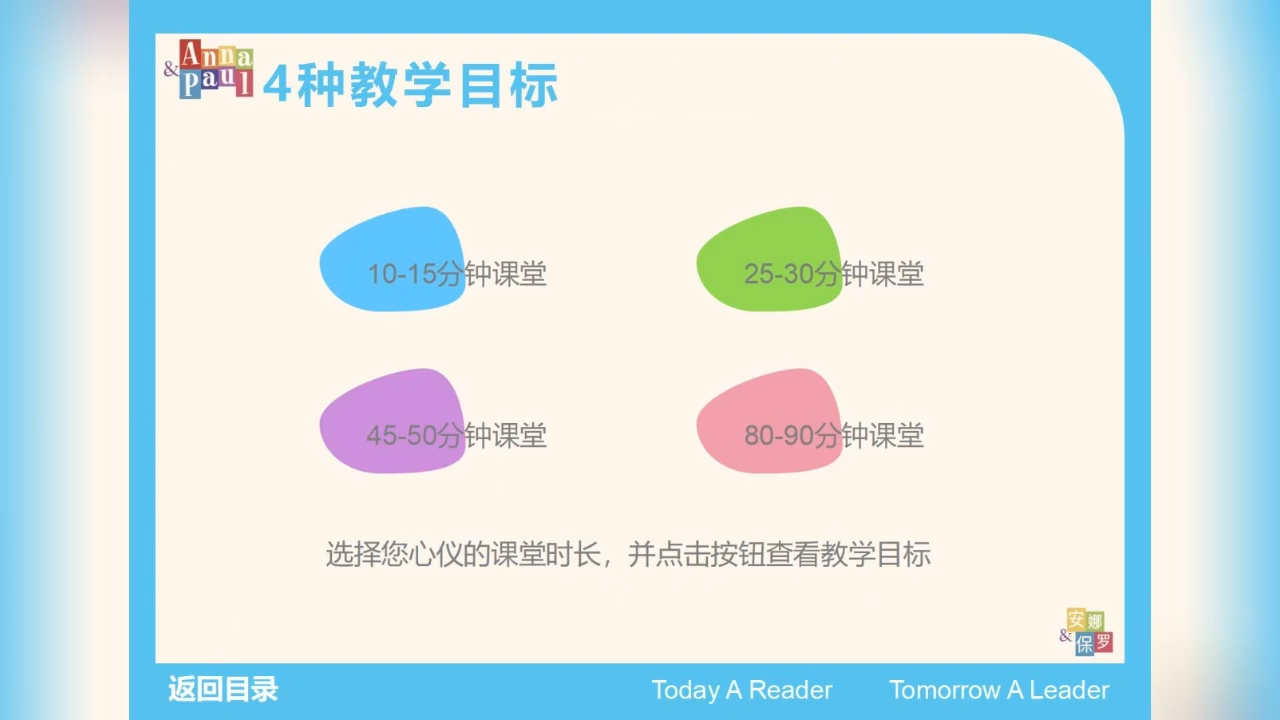 Anna
& Paul
4种教学目标
10-15分钟课堂
25-30分钟课堂
45-50分钟课堂
80-90分钟课堂
选择您心仪的课堂时长，并点击按钮查看教学目标
安娜
&保罗
返回目录
Today A Reader
Tomorrow A Leader